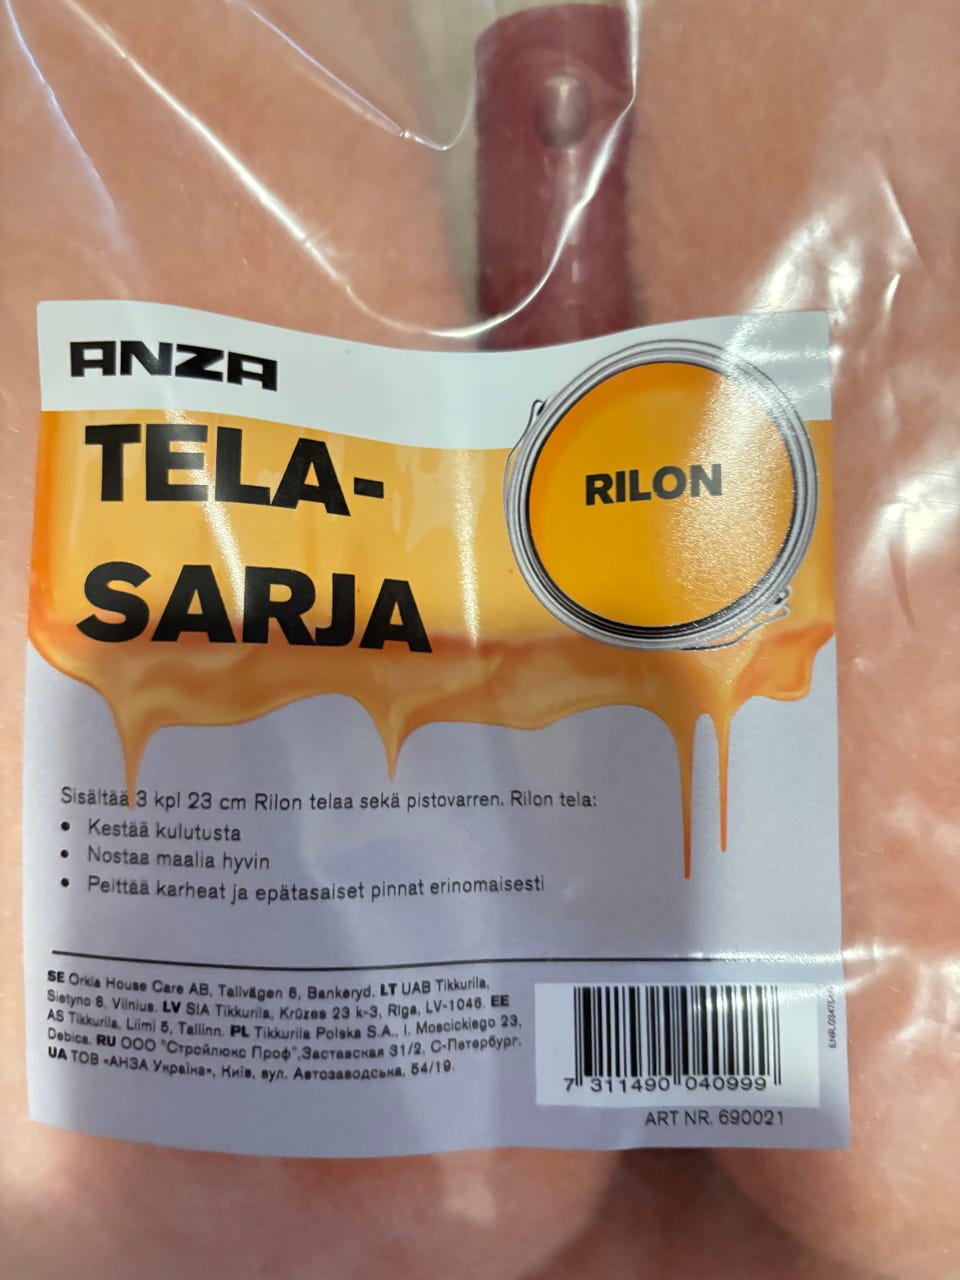 ANZA
TELA-
SARJA
RILON
Sisältää 3 kpl 23 cm Rilon telaa sekä pistovarren. Rilon tela:
• Kestää kulutusta
• Nostaa maalia hyvin
• Peittää karheat ja epätasaiset pinnat erinomaisesti
SE Orkla House Care AB, Tallvägen 6, Bankeryd. LT UAB Tikkurila,
Sietyno 8, Vilnius. LV SIA Tikkurila, Krūzes 23 k-3, Rīga, LV-1046. EE
AS Tikkurila, Liimi 5, Tallinn. PL Tikkurila Polska S.A., I. Moscickiego 23,
Debica. RU ООО "Стройлюкс Проф",Заставская 31/2, С-Петербург.
UA ТОВ «АНЗА Україна», Київ, вул. Автозаводська, 54/19.
7 311490 040999
ART NR. 690021